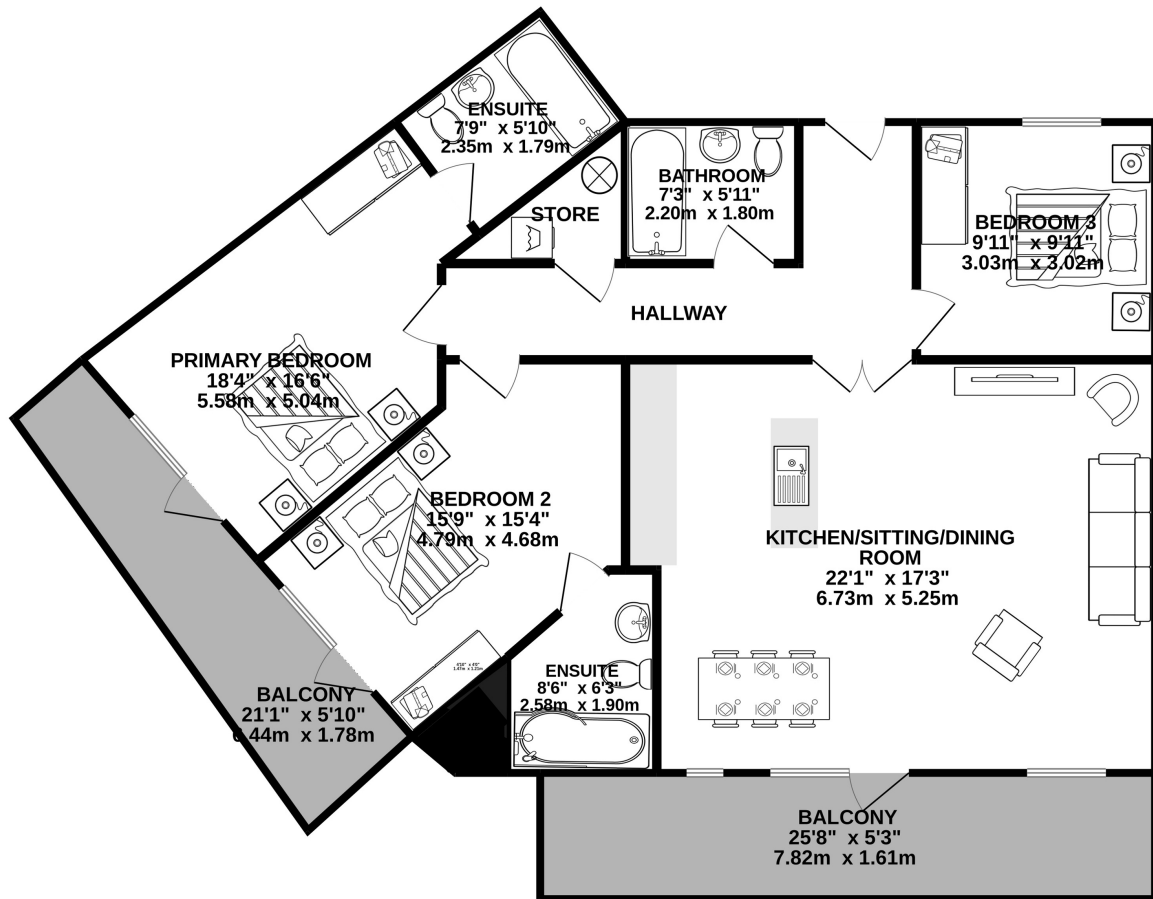 ENSUITE
7'9" x 5'10"
2.35m x 1.79m
BATHROOM
7'3" x 5'11"
2.20m x 1.80m
STORE
BEDROOM 3
9'11" x 9'11"
3.03m x 3.02m
HALLWAY
PRIMARY BEDROOM
18'4" x 16'6"
5.58m x 5.04m
BEDROOM 2
15'9" x 15'4"
4.79m x 4.68m
KITCHEN/SITTING/DINING
ROOM
22'1" x 17'3"
6.73m x 5.25m
ENSUITE
8'6" x 6'3"
2.58m x 1.90m
BALCONY
21'1" x 5'10"
6.44m x 1.78m
BALCONY
25'8" x 5'3"
7.82m x 1.61m